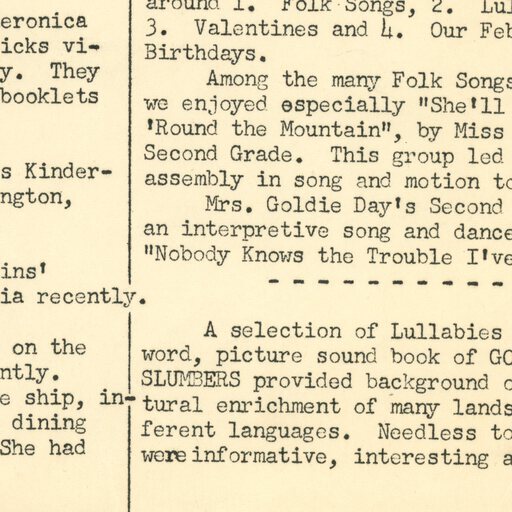 eronica
icks vi-
y. They
booklets
s Kinder-
ngton,
ins'
ia recently.
on the
ntly.
e ship, in-
dining
She had
around 1. Folk Songs, 2. Lul
3. Valentines and 4. Our Feb
Birthdays.
Among the many Folk Songs
we enjoyed especially "She'll
'Round the Mountain", by Miss
Second Grade. This group led
assembly in song and motion to
Mrs. Goldie Day's Second
an interpretive song and dance
"Nobody Knows the Trouble I've
- - - - - - - - - -
A selection of Lullabies
word, picture sound book of GO
SLUMBERS provided background
tural enrichment of many lands
ferent languages. Needless to
were informative, interesting a